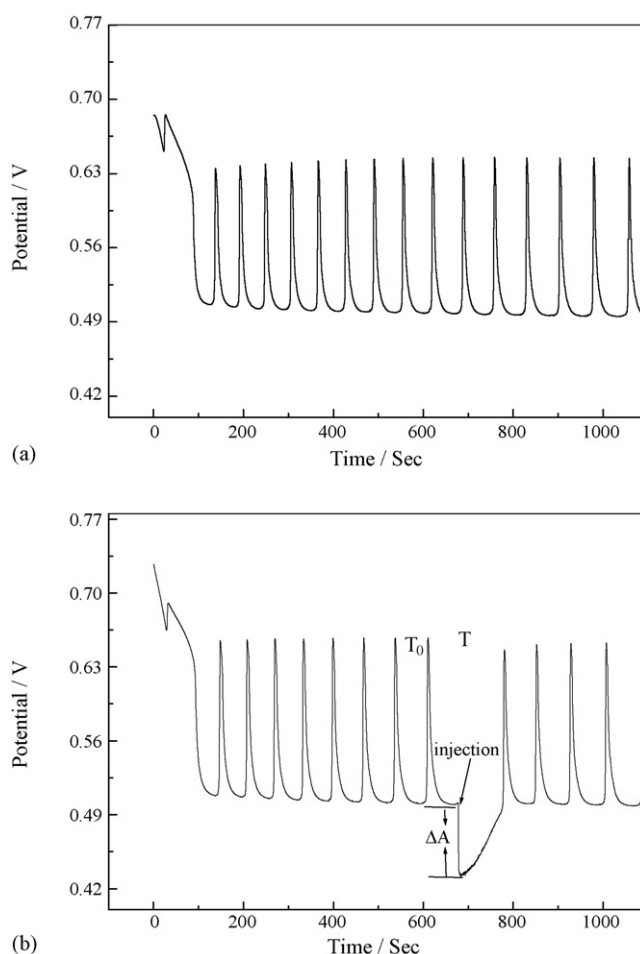 0.77
0.70
0.63
0.56
0.49
0.42
Potential / V
0 200 400 600 800 1000
Time / Sec
(a)
0.77
0.70
0.63
0.56
0.49
0.42
Potential / V
T₀ T
injection
ΔA
0 200 400 600 800 1000
Time / Sec
(b)